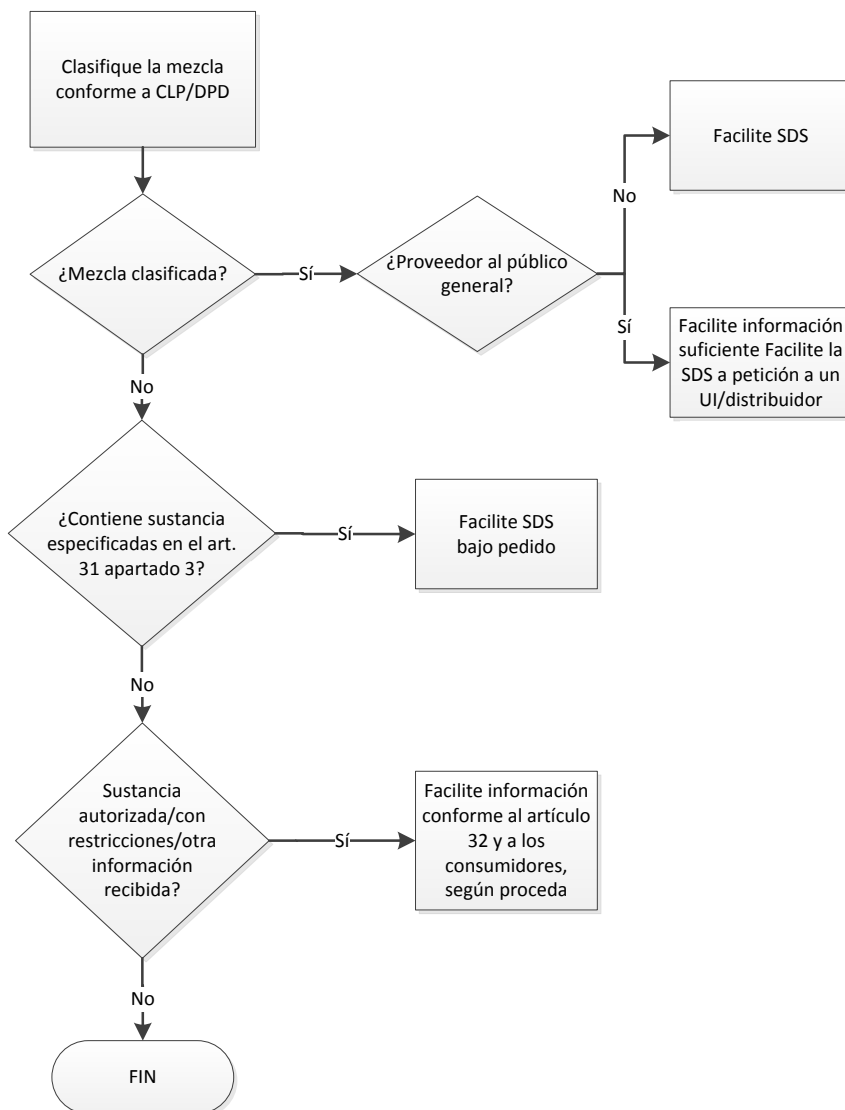 Clasifique la mezcla
conforme a CLP/DPD
Facilite SDS
No
¿Mezcla clasificada?
Sí
¿Proveedor al público
general?
Sí
Facilite información
suficiente Facilite la
SDS a petición a un
UI/distribuidor
No
¿Contiene sustancia
especificadas en el art.
31 apartado 3?
Sí
Facilite SDS
bajo pedido
No
Sustancia
autorizada/con
restricciones/otra
información
recibida?
Sí
Facilite información
conforme al artículo
32 y a los
consumidores,
según proceda
No
FIN